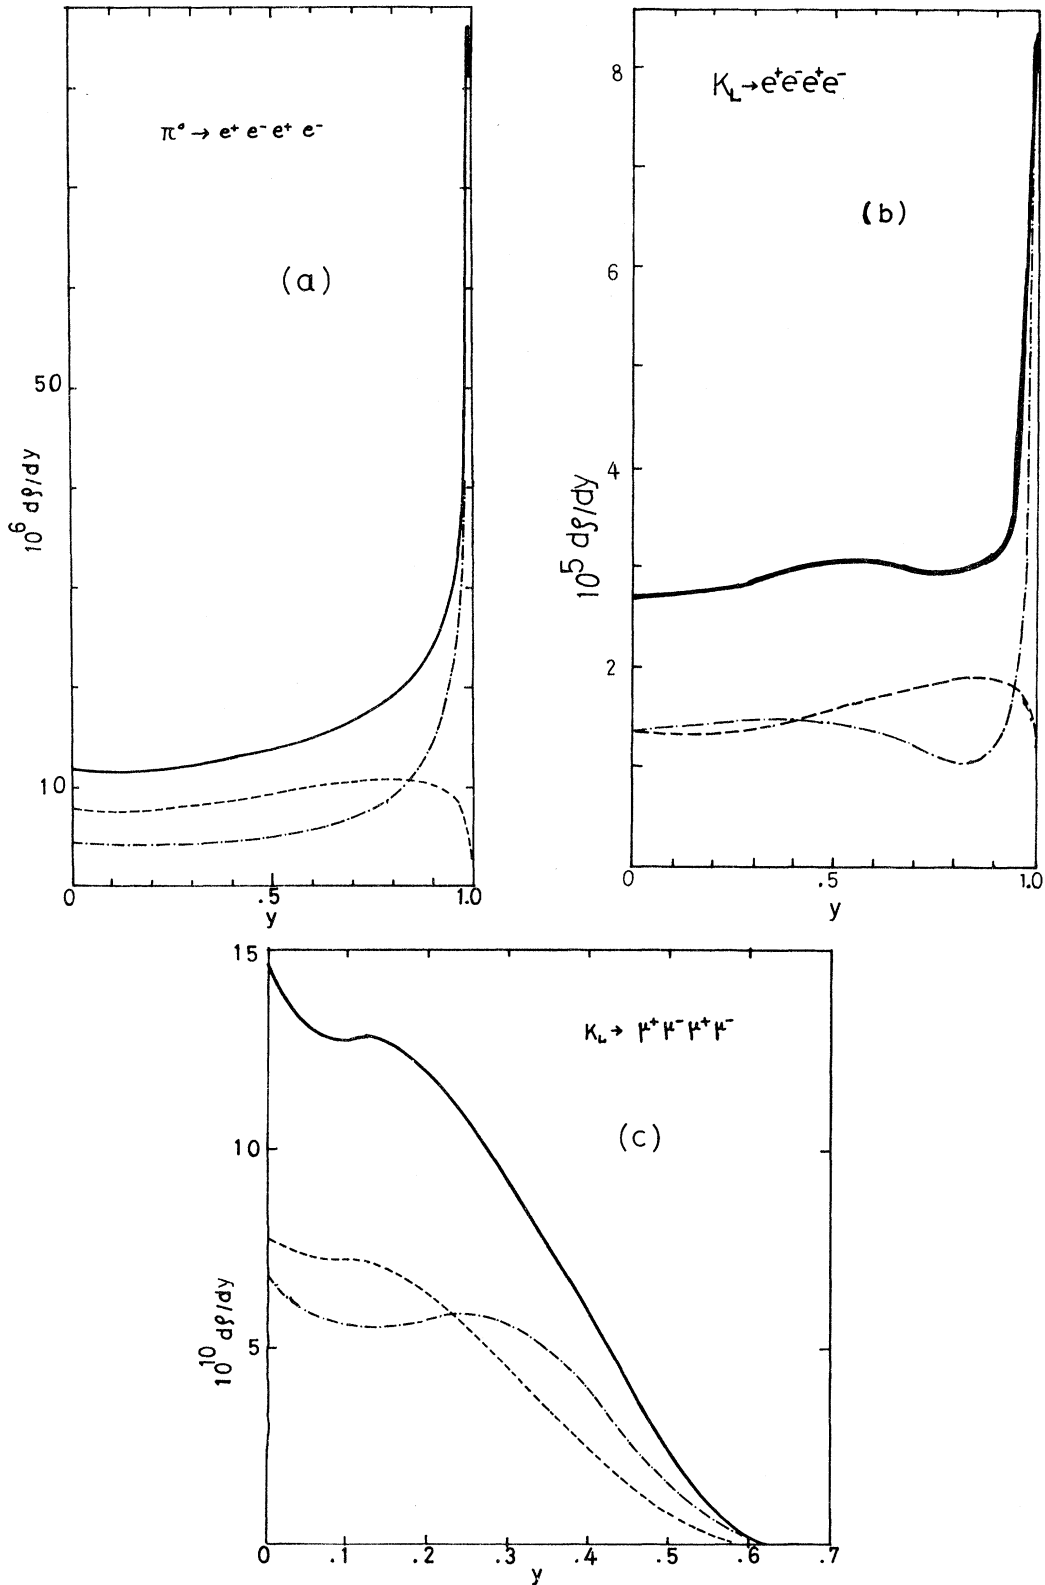 π° → e⁺ e⁻ e⁺ e⁻
(a)
50
10
10⁶ dρ/dy
0 .5 1.0
y
K_L → e⁺e⁻e⁺e⁻
(b)
8
6
4
2
10⁵ dρ/dy
0 .5 1.0
y
K_L → μ⁺ μ⁻ μ⁺ μ⁻
(c)
15
10
5
10¹⁰ dρ/dy
0 .1 .2 .3 .4 .5 .6 .7
y